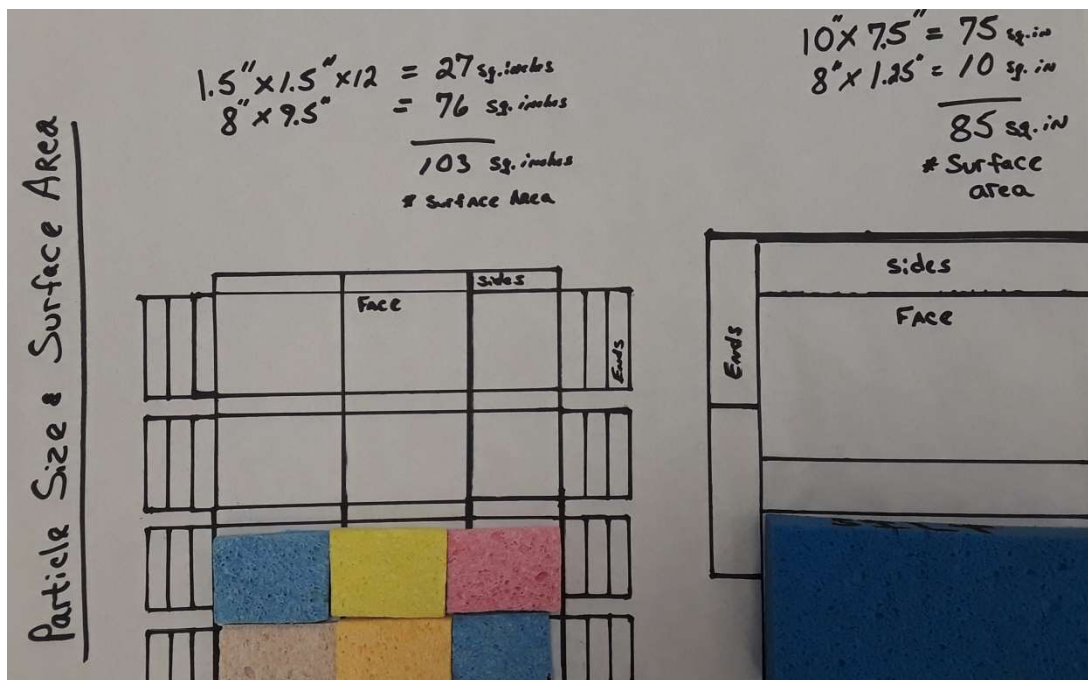 Particle Size & Surface Area
1.5"x1.5"x12 = 27 sq.inches
8"x9.5" = 76 sq.inches
103 sq.inches
* Surface Area
10"x 7.5" = 75 sq.in
8"x 1.25" = 10 sq.in
85 sq.in
* Surface
area
Sides
Face
Ends
Sides
Face
Ends